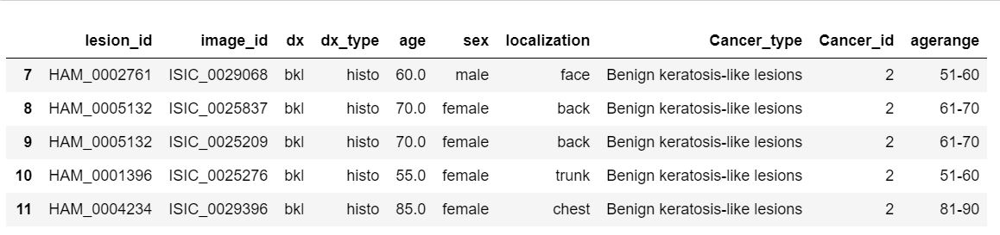 lesion_id image_id dx dx_type age sex localization Cancer_type Cancer_id agerange
7 HAM_0002761 ISIC_0029068 bkl histo 60.0 male face Benign keratosis-like lesions 2 51-60
8 HAM_0005132 ISIC_0025837 bkl histo 70.0 female back Benign keratosis-like lesions 2 61-70
9 HAM_0005132 ISIC_0025209 bkl histo 70.0 female back Benign keratosis-like lesions 2 61-70
10 HAM_0001396 ISIC_0025276 bkl histo 55.0 female trunk Benign keratosis-like lesions 2 51-60
11 HAM_0004234 ISIC_0029396 bkl histo 85.0 female chest Benign keratosis-like lesions 2 81-90